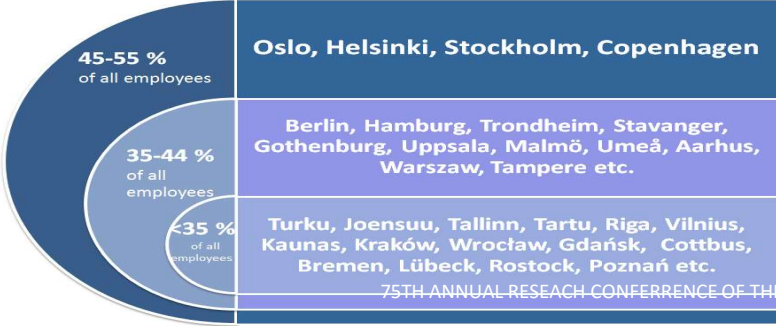 45-55 %
of all employees
Oslo, Helsinki, Stockholm, Copenhagen
35-44 %
of all
employees
Berlin, Hamburg, Trondheim, Stavanger,
Gothenburg, Uppsala, Malmö, Umeå, Aarhus,
Warszaw, Tampere etc.
<35 %
of all
employees
Turku, Joensuu, Tallinn, Tartu, Riga, Vilnius,
Kaunas, Kraków, Wrocław, Gdańsk, Cottbus,
Bremen, Lübeck, Rostock, Poznań etc.
75TH ANNUAL RESEACH CONFERRENCE OF THE